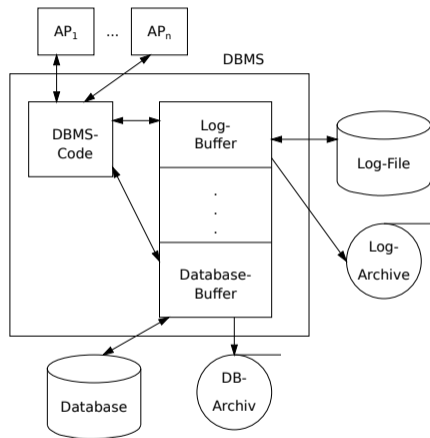 AP1 ... APn
DBMS
DBMS-
Code
Log-
Buffer
.
.
.
Database-
Buffer
Log-File
Log-
Archive
Database
DB-
Archiv